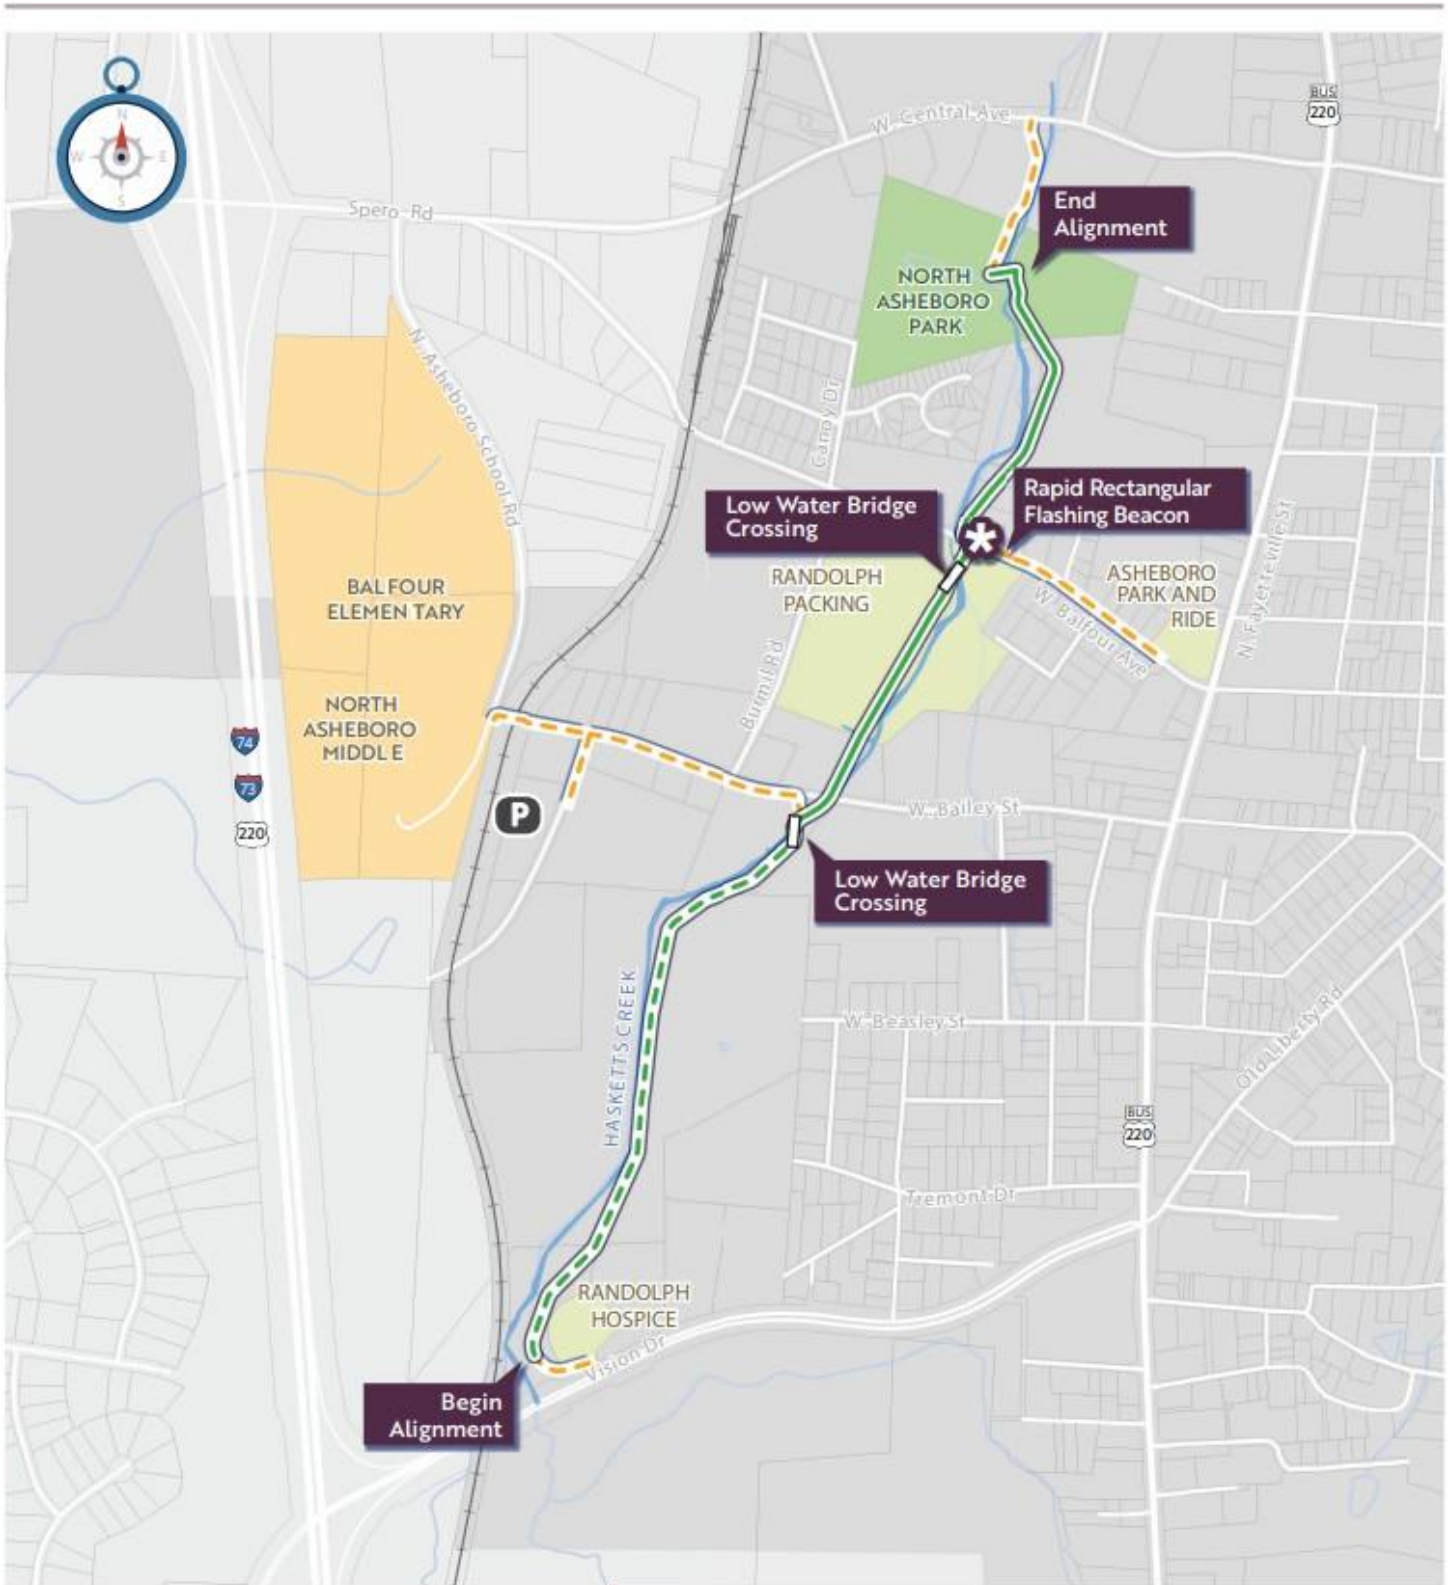 N
W
E
S
BUS
220
W. Central Ave
Spero Rd
End
Alignment
NORTH
ASHEBORO
PARK
N. Asheboro School Rd
Canoy Dr
Low Water Bridge
Crossing
Rapid Rectangular
Flashing Beacon
RANDOLPH
PACKING
ASHEBORO
PARK AND
RIDE
N. Fayetteville St
W. Balfour Ave
BALFOUR
ELEMENTARY
NORTH
ASHEBORO
MIDDLE
Burmil Rd
74
73
220
P
W. Bailey St
Low Water Bridge
Crossing
HASKETTS CREEK
W. Beasley St
Old Liberty Rd
BUS
220
Tremont Dr
RANDOLPH
HOSPICE
Vision Dr
Begin
Alignment